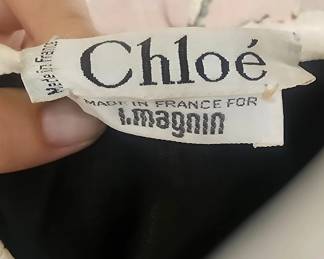 Made in France
Chloé
MADE IN FRANCE FOR
I. magnin